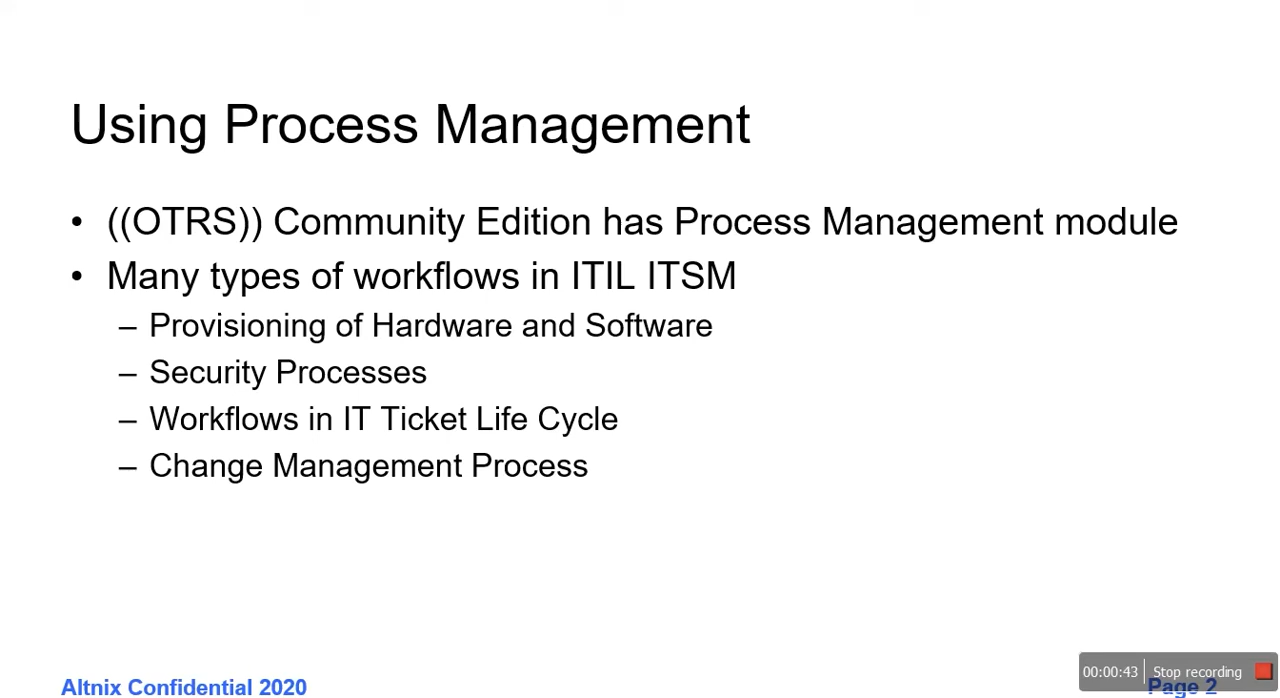 Using Process Management
• ((OTRS)) Community Edition has Process Management module
• Many types of workflows in ITIL ITSM
– Provisioning of Hardware and Software
– Security Processes
– Workflows in IT Ticket Life Cycle
– Change Management Process
00:00:43 Stop recording
Altnix Confidential 2020
Page 2